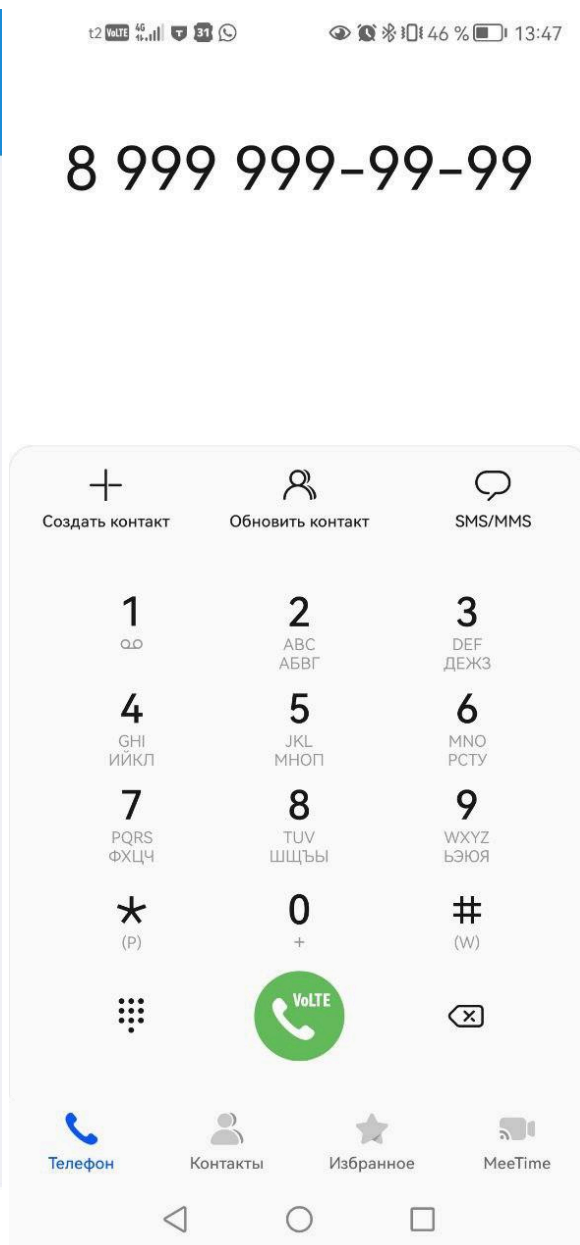 t2 VoLTE 4G T 31 46 % 13:47
8 999 999-99-99
Создать контакт Обновить контакт SMS/MMS
1 2 3
ABC DEF
АБВГ ДЕЖЗ
4 5 6
GHI JKL MNO
ИЙКЛ МНОП РСТУ
7 8 9
PQRS TUV WXYZ
ФХЦЧ ШЩЪЫ ЬЭЮЯ
* 0 #
(P) + (W)
VoLTE
Телефон Контакты Избранное MeeTime